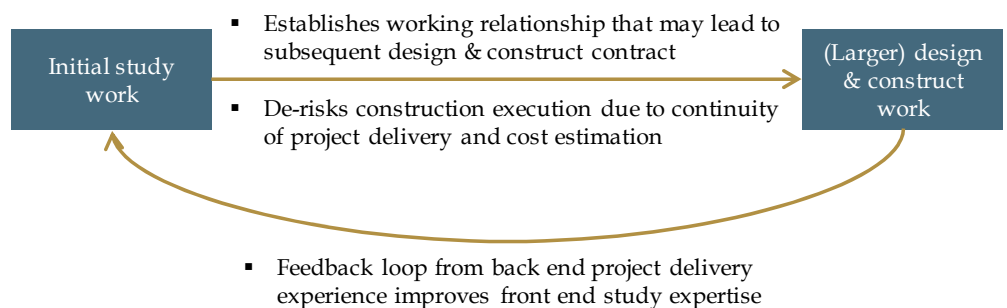 Initial study
work
▪ Establishes working relationship that may lead to
subsequent design & construct contract
▪ De-risks construction execution due to continuity
of project delivery and cost estimation
(Larger) design
& construct
work
▪ Feedback loop from back end project delivery
experience improves front end study expertise